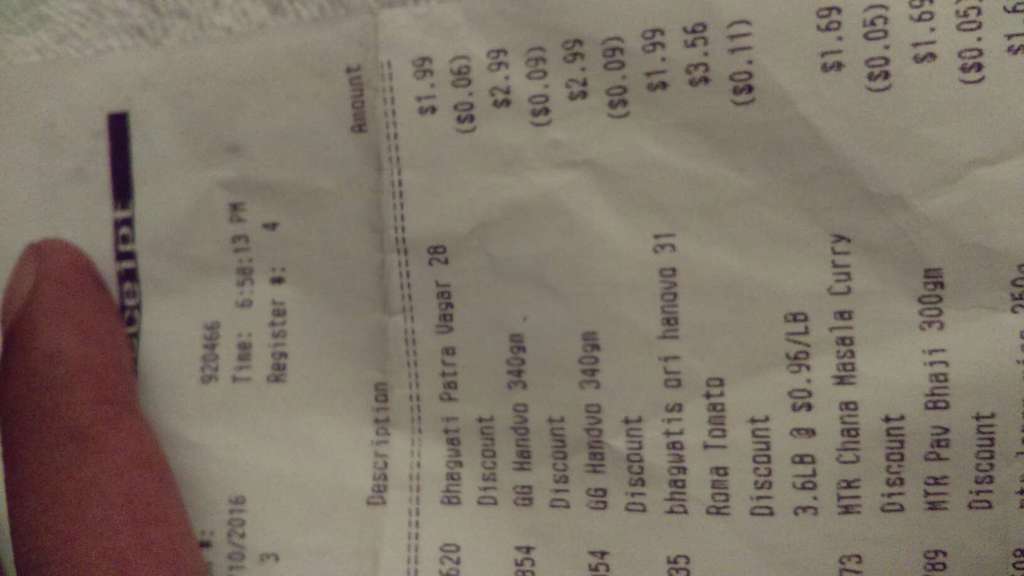 #: 920466
10/2016 Time: 6:58:13 PM
3 Register #: 4
Description Amount
620 Bhagwati Patra Vagar 28 $1.99
Discount ($0.06)
854 GG Handvo 340gm $2.99
Discount ($0.09)
54 GG Handvo 340gm $2.99
Discount ($0.09)
35 bhagwatis ori hanovo 31 $1.99
Roma Tomato $3.56
Discount ($0.11)
3.6LB @ $0.96/LB
73 MTR Chana Masala Curry $1.69
Discount ($0.05)
89 MTR Pav Bhaji 300gm $1.69
Discount ($0.05)